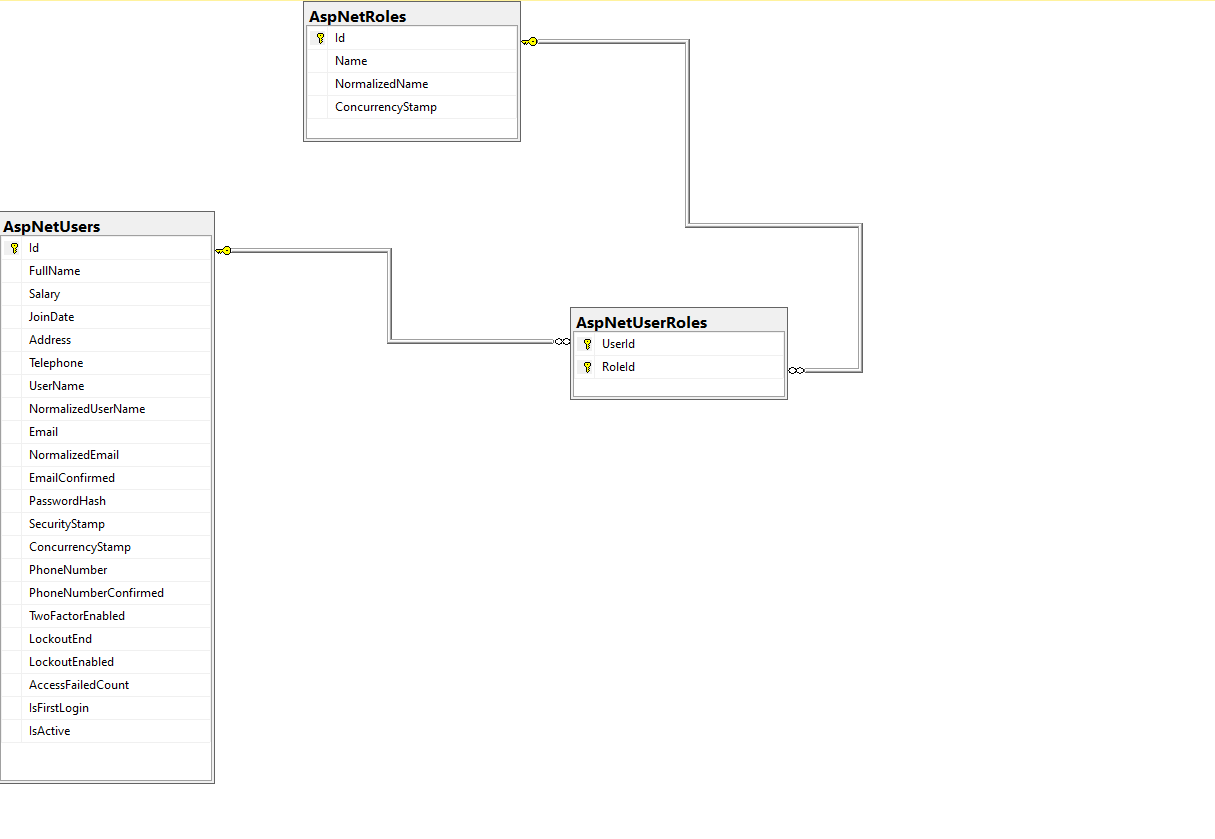 AspNetRoles
Id
Name
NormalizedName
ConcurrencyStamp
AspNetUsers
Id
FullName
Salary
JoinDate
Address
Telephone
UserName
NormalizedUserName
Email
NormalizedEmail
EmailConfirmed
PasswordHash
SecurityStamp
ConcurrencyStamp
PhoneNumber
PhoneNumberConfirmed
TwoFactorEnabled
LockoutEnd
LockoutEnabled
AccessFailedCount
IsFirstLogin
IsActive
AspNetUserRoles
UserId
RoleId